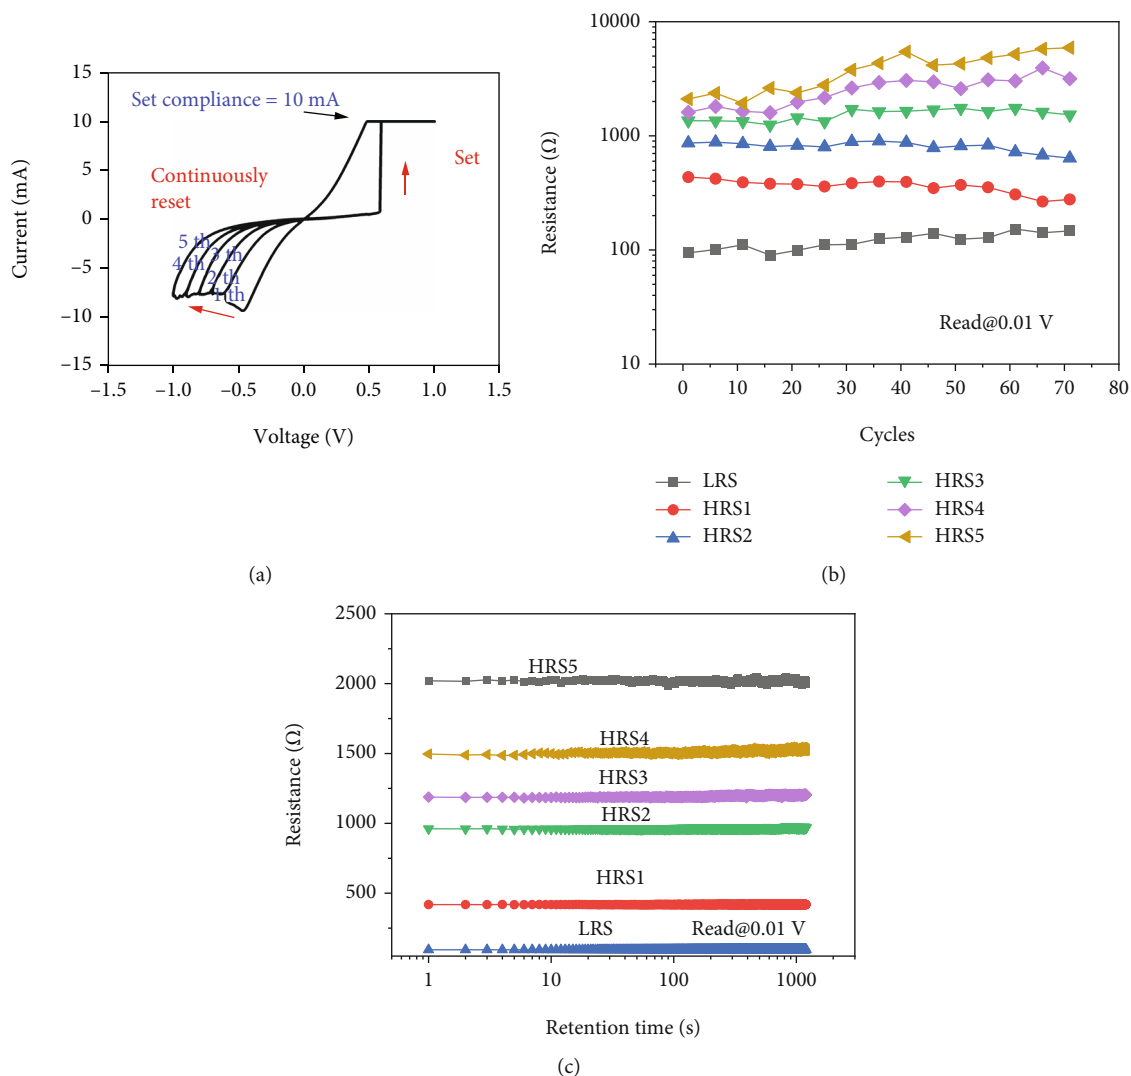 15
10
5
0
–5
–10
–15
Current (mA)
Set compliance = 10 mA
Continuously
reset
Set
5 th
4 th
3 th
2 th
1 th
–1.5
–1.0
–0.5
0.0
0.5
1.0
1.5
Voltage (V)
(a)
10000
1000
100
10
Resistance (Ω)
Read@0.01 V
0
10
20
30
40
50
60
70
80
Cycles
LRS
HRS1
HRS2
HRS3
HRS4
HRS5
(b)
2500
2000
1500
1000
500
Resistance (Ω)
HRS5
HRS4
HRS3
HRS2
HRS1
LRS
Read@0.01 V
1
10
100
1000
Retention time (s)
(c)